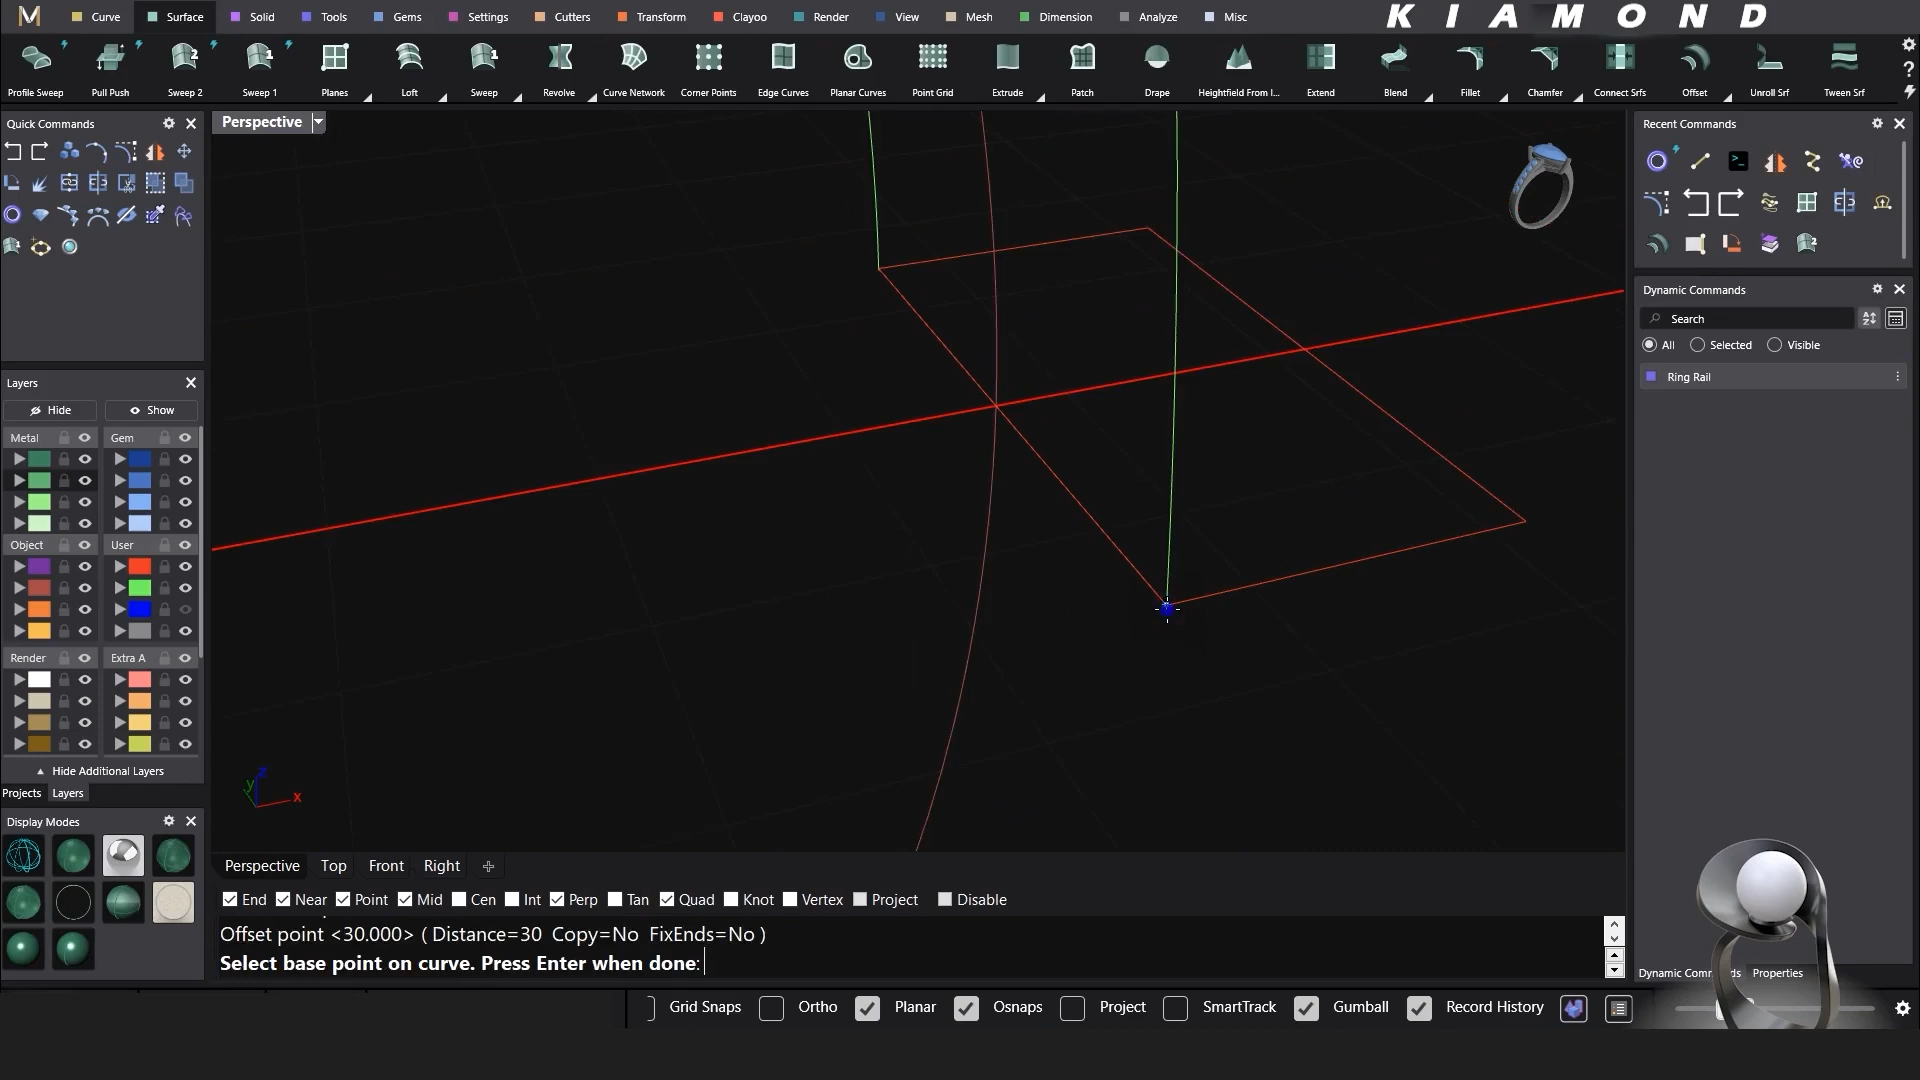 Curve Surface Solid Tools Gems Settings Cutters Transform Clayoo Render View Mesh Dimension Analyze Misc
KIAMOND
Profile Sweep Pull Push Sweep 2 Sweep 1 Planes Loft Sweep Revolve Curve Network Corner Points Edge Curves Planar Curves Point Grid Extrude Patch Drape Heightfield From I... Extend Blend Fillet Chamfer Connect Srfs Offset Unroll Srf Tween Srf
Quick Commands
Perspective
Recent Commands
Dynamic Commands
Search
All Selected Visible
Ring Rail
Layers
Hide Show
Metal Gem
Object User
Render Extra A
Hide Additional Layers
Projects Layers
Display Modes
z
y
x
Perspective Top Front Right
End Near Point Mid Cen Int Perp Tan Quad Knot Vertex Project Disable
Offset point <30.000> ( Distance=30 Copy=No FixEnds=No )
Select base point on curve. Press Enter when done:
Properties
Grid Snaps Ortho Planar Osnaps Project SmartTrack Gumball Record History